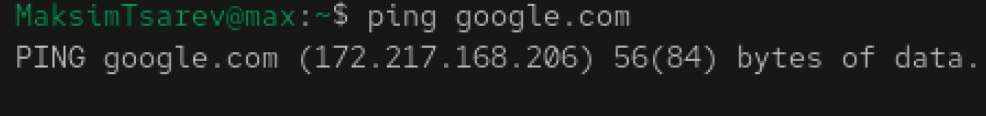 MaksimTsarev@max:~$ ping google.com
PING google.com (172.217.168.206) 56(84) bytes of data.